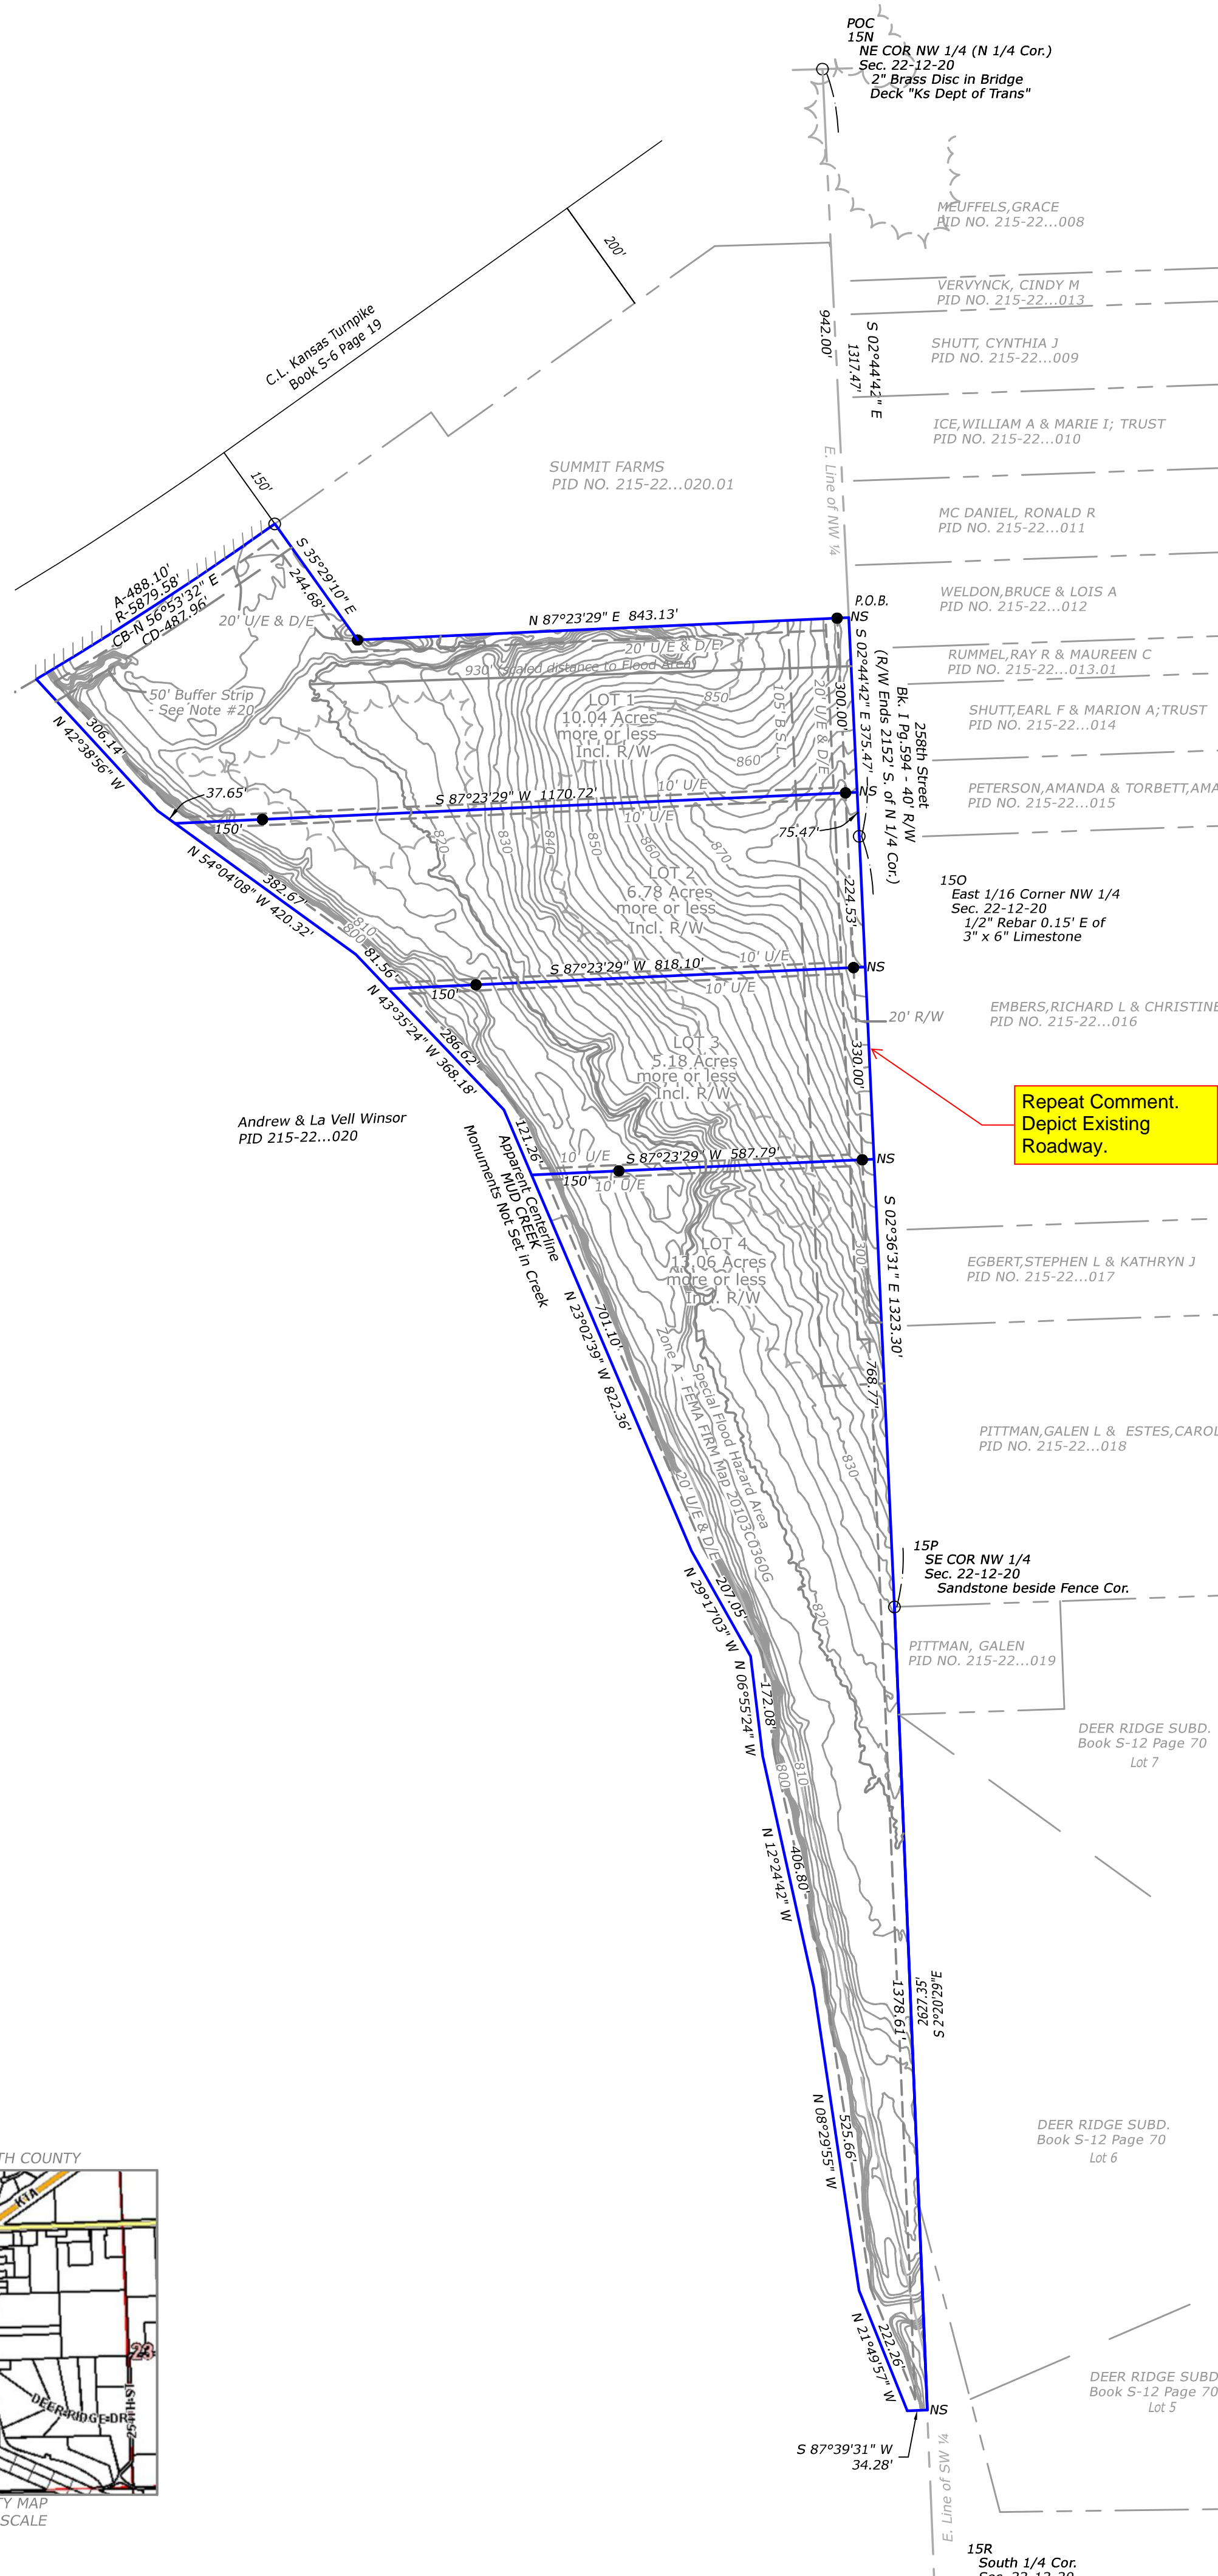 POC
15N
NE COR NW 1/4 (N 1/4 Cor.)
Sec. 22-12-20
2" Brass Disc in Bridge
Deck "Ks Dept of Trans"
MEUFFELS,GRACE
PID NO. 215-22...008
200'
VERVYNCK, CINDY M
PID NO. 215-22...013
C.L. Kansas Turnpike
Book S-6 Page 19
942.00'
S 02°44'42" E
1317.47'
SHUTT, CYNTHIA J
PID NO. 215-22...009
ICE,WILLIAM A & MARIE I; TRUST
PID NO. 215-22...010
E. Line of NW ¼
150'
SUMMIT FARMS
PID NO. 215-22...020.01
MC DANIEL, RONALD R
PID NO. 215-22...011
A-488.10'
R-5879.58'
CB-N 56°53'32" E
CD-487.96'
S 35°29'10" E
244.68'
WELDON,BRUCE & LOIS A
PID NO. 215-22...012
P.O.B.
NS
N 87°23'29" E 843.13'
20' U/E & D/E
20' U/E & D/E
930' Scaled distance to Flood Area
RUMMEL,RAY R & MAUREEN C
PID NO. 215-22...013.01
50' Buffer Strip
- See Note #20
LOT 1
10.04 Acres
more or less
Incl. R/W
850
860
105' B.S.L.
20' U/E & D/E
300.00'
S 02°44'42" E 375.47'
(R/W Ends 2152' S. of N 1/4 Cor.)
Bk. I Pg.594 - 40' R/W
258th Street
SHUTT,EARL F & MARION A;TRUST
PID NO. 215-22...014
306.14'
N 42°38'56" W
37.65'
150'
S 87°23'29" W 1170.72'
10' U/E
10' U/E
NS
PETERSON,AMANDA & TORBETT,AMA
PID NO. 215-22...015
75.47'
820
830
840
850
860
870
N 54°04'08" W 420.32'
382.67'
LOT 2
6.78 Acres
more or less
Incl. R/W
224.53'
15O
East 1/16 Corner NW 1/4
Sec. 22-12-20
1/2" Rebar 0.15' E of
3" x 6" Limestone
810
800
81.56'
150'
S 87°23'29" W 818.10'
10' U/E
10' U/E
NS
N 43°35'24" W 368.18'
286.62'
20' R/W
EMBERS,RICHARD L & CHRISTINE
PID NO. 215-22...016
LOT 3
5.18 Acres
more or less
Incl. R/W
330.00'
Repeat Comment.
Depict Existing
Roadway.
Andrew & La Vell Winsor
PID 215-22...020
121.26'
10' U/E
S 87°23'29" W 587.79'
150'
10' U/E
NS
Apparent Centerline
MUD CREEK
Monuments Not Set in Creek
LOT 4
13.06 Acres
more or less
Incl. R/W
300'
S 02°36'31" E 1323.30'
EGBERT,STEPHEN L & KATHRYN J
PID NO. 215-22...017
701.10'
N 23°02'39" W 822.36'
Zone A - FEMA FIRM Map 20103C0360G
Special Flood Hazard Area
768.77'
PITTMAN,GALEN L & ESTES,CAROL
PID NO. 215-22...018
830
20' U/E & D/E
15P
SE COR NW 1/4
Sec. 22-12-20
Sandstone beside Fence Cor.
207.05'
N 29°17'03" W
820
PITTMAN, GALEN
PID NO. 215-22...019
N 06°55'24" W
172.08'
DEER RIDGE SUBD.
Book S-12 Page 70
Lot 7
800
810
N 12°24'42" W
406.80'
S 2°20'29" E
2627.35'
1378.61'
N 08°29'55" W
525.66'
DEER RIDGE SUBD.
Book S-12 Page 70
Lot 6
TH COUNTY
KTA
23
DEER RIDGE DR
254TH ST
TY MAP
SCALE
N 21°49'57" W
222.26'
NS
DEER RIDGE SUBD
Book S-12 Page 70
Lot 5
S 87°39'31" W
34.28'
E. Line of SW ¼
15R
South 1/4 Cor.
Sec. 22-12-20